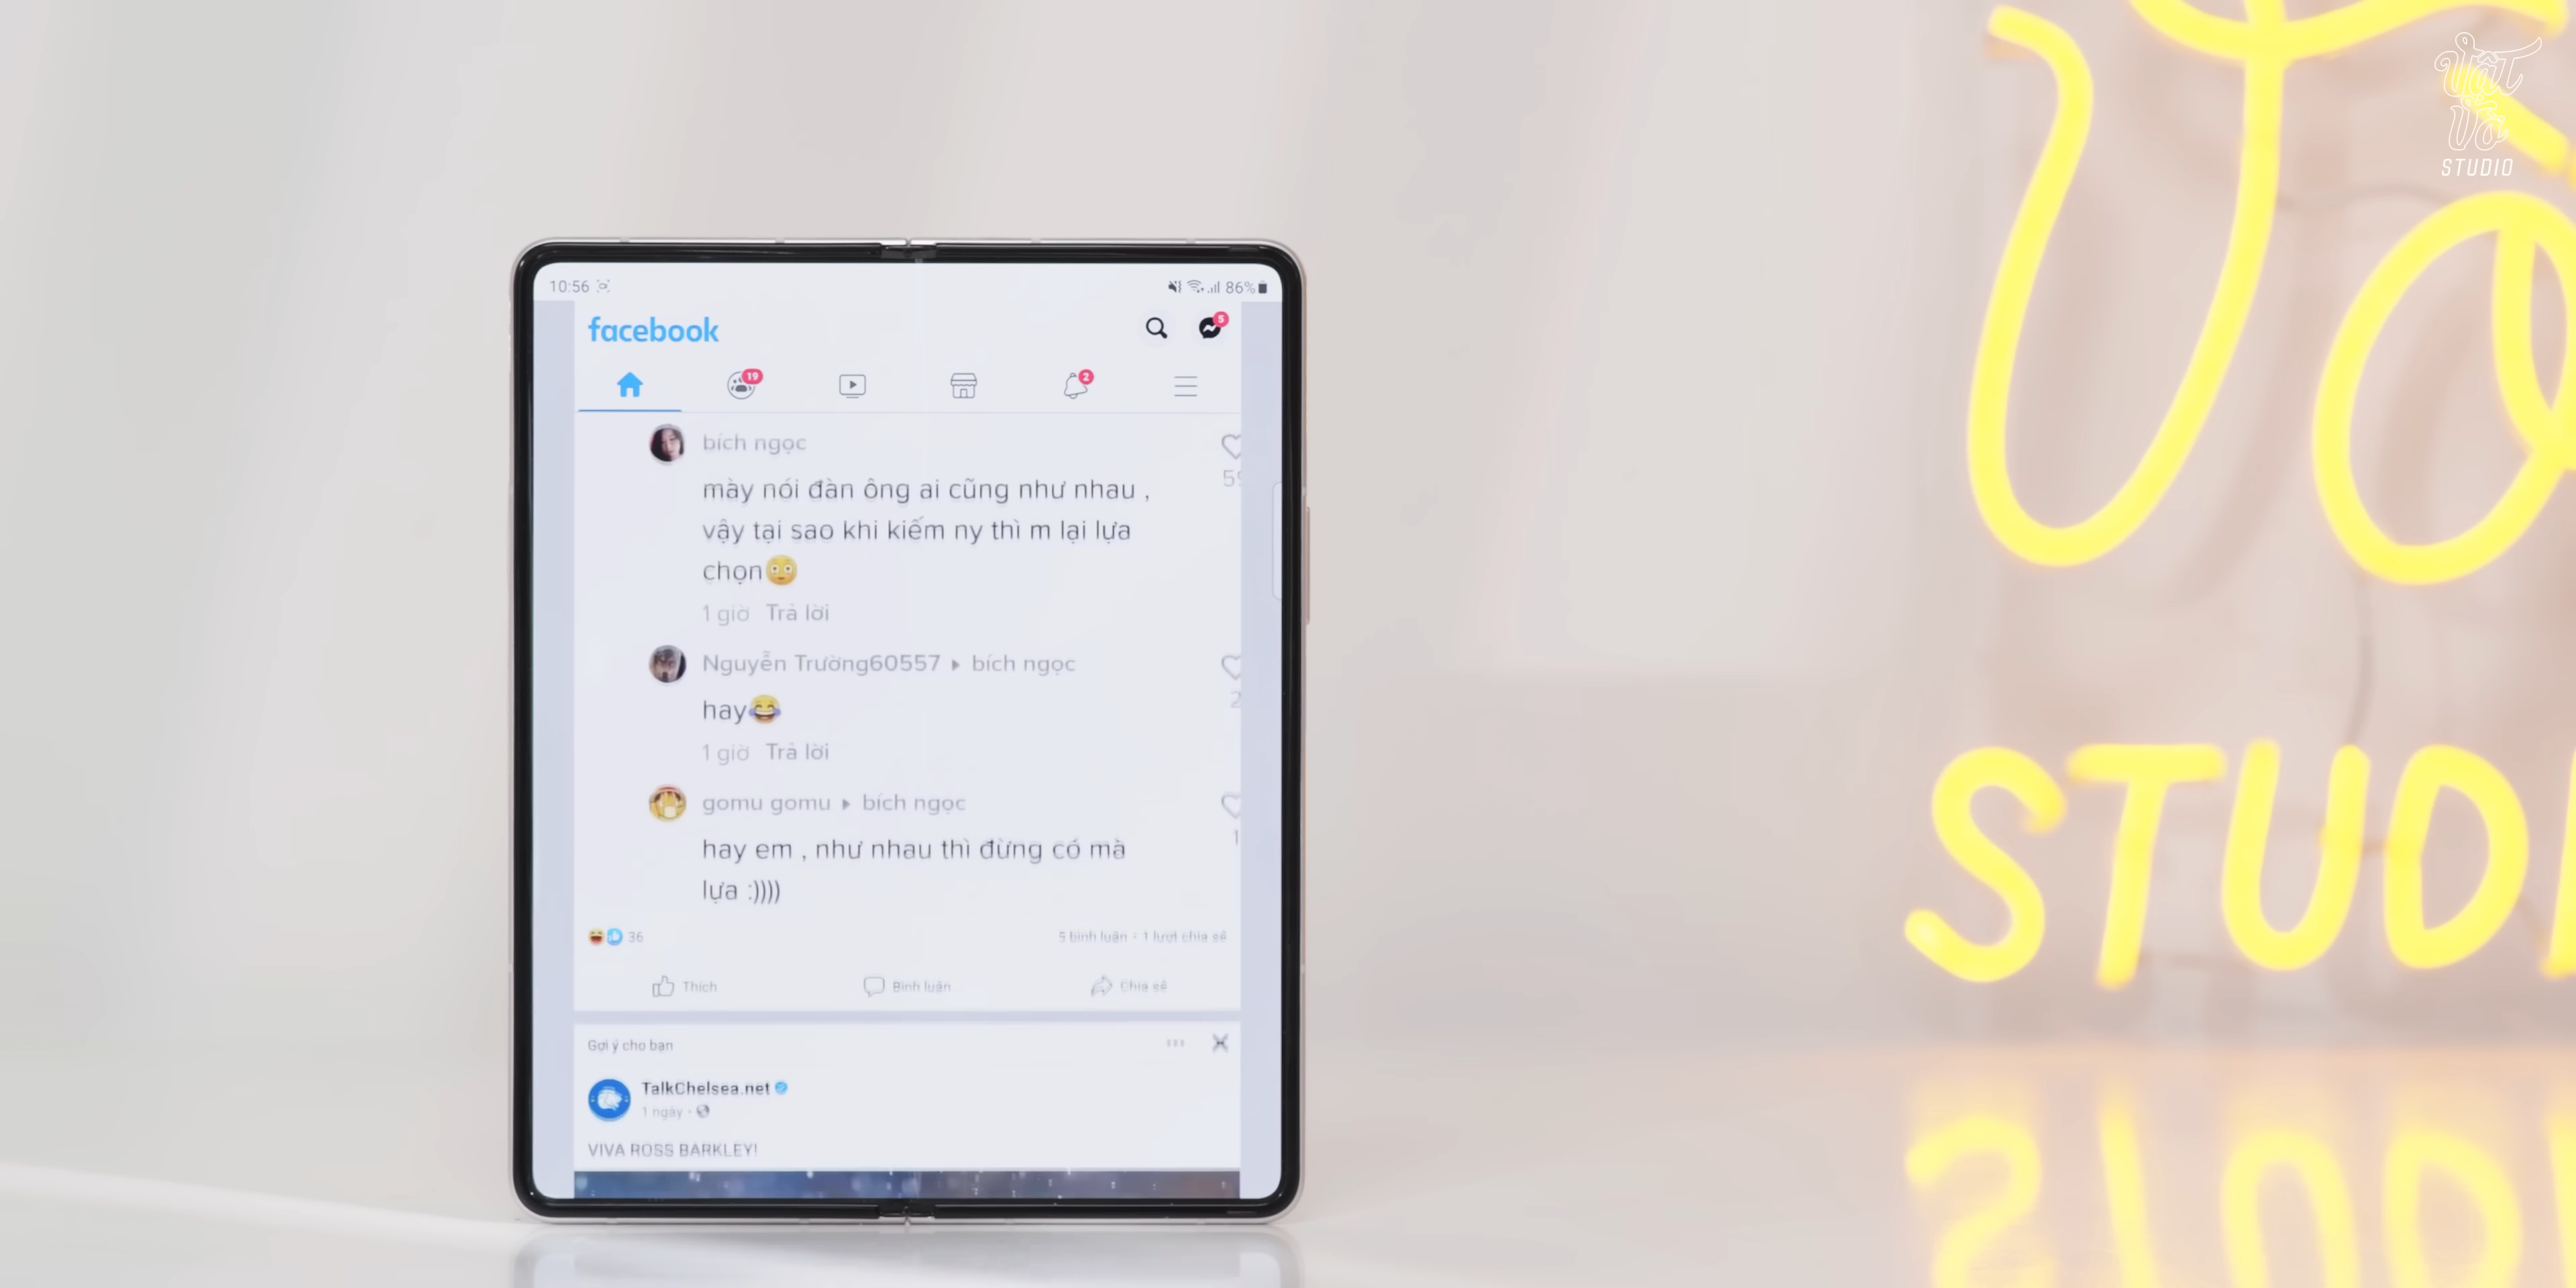 Vật
Vờ
STUDIO
10:56
86%
facebook
5
19
2
bích ngọc
mày nói đàn ông ai cũng như nhau ,
vậy tại sao khi kiếm ny thì m lại lựa
chọn😳
1 giờ Trả lời
Nguyễn Trường60557 ▸ bích ngọc
2
hay😂
1 giờ Trả lời
gomu gomu ▸ bích ngọc
1
hay em , như nhau thì đừng có mà
lựa :))))
36
5 bình luận • 1 lượt chia sẻ
Thích
Bình luận
Chia sẻ
Gợi ý cho bạn
TalkChelsea.net
1 ngày
VIVA ROSS BARKLEY!